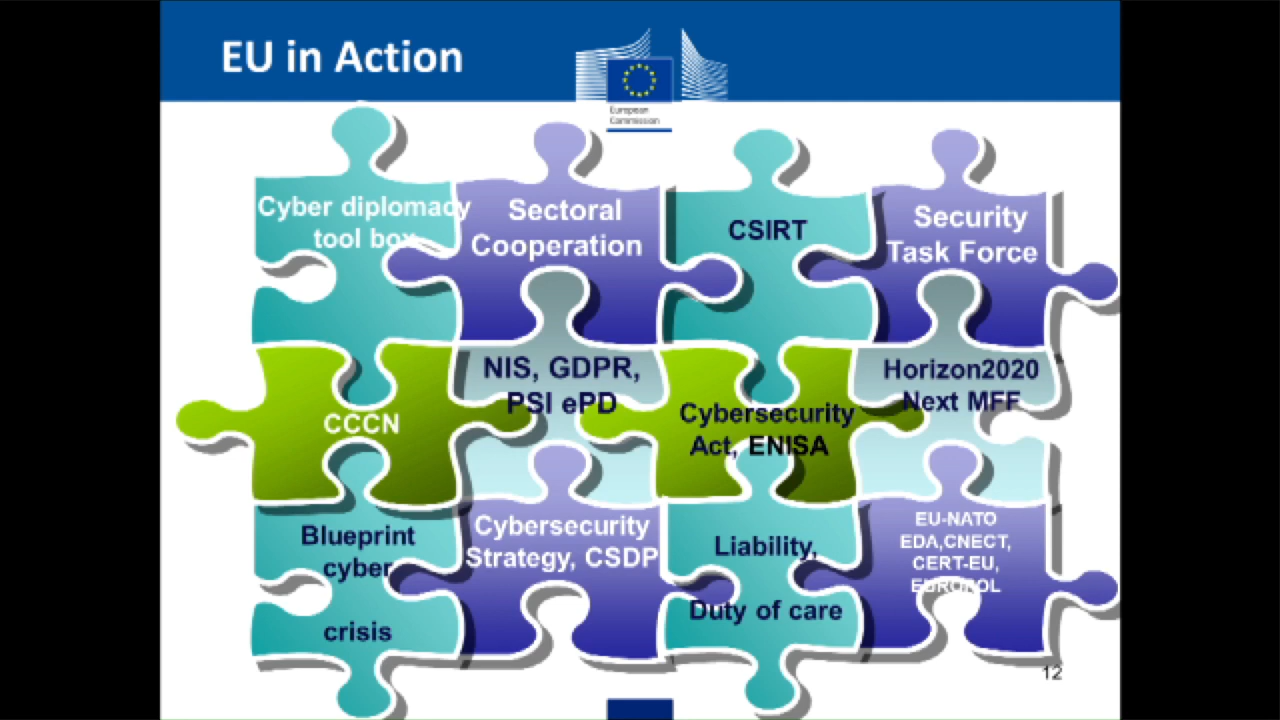 EU in Action
European
Commission
Cyber diplomacy
tool box
Sectoral
Cooperation
CSIRT
Security
Task Force
CCCN
NIS, GDPR,
PSI ePD
Cybersecurity
Act, ENISA
Horizon2020
Next MFF
Blueprint
cyber
crisis
Cybersecurity
Strategy, CSDP
Liability,
Duty of care
EU-NATO
EDA,CNECT,
CERT-EU,
EUROPOL
12